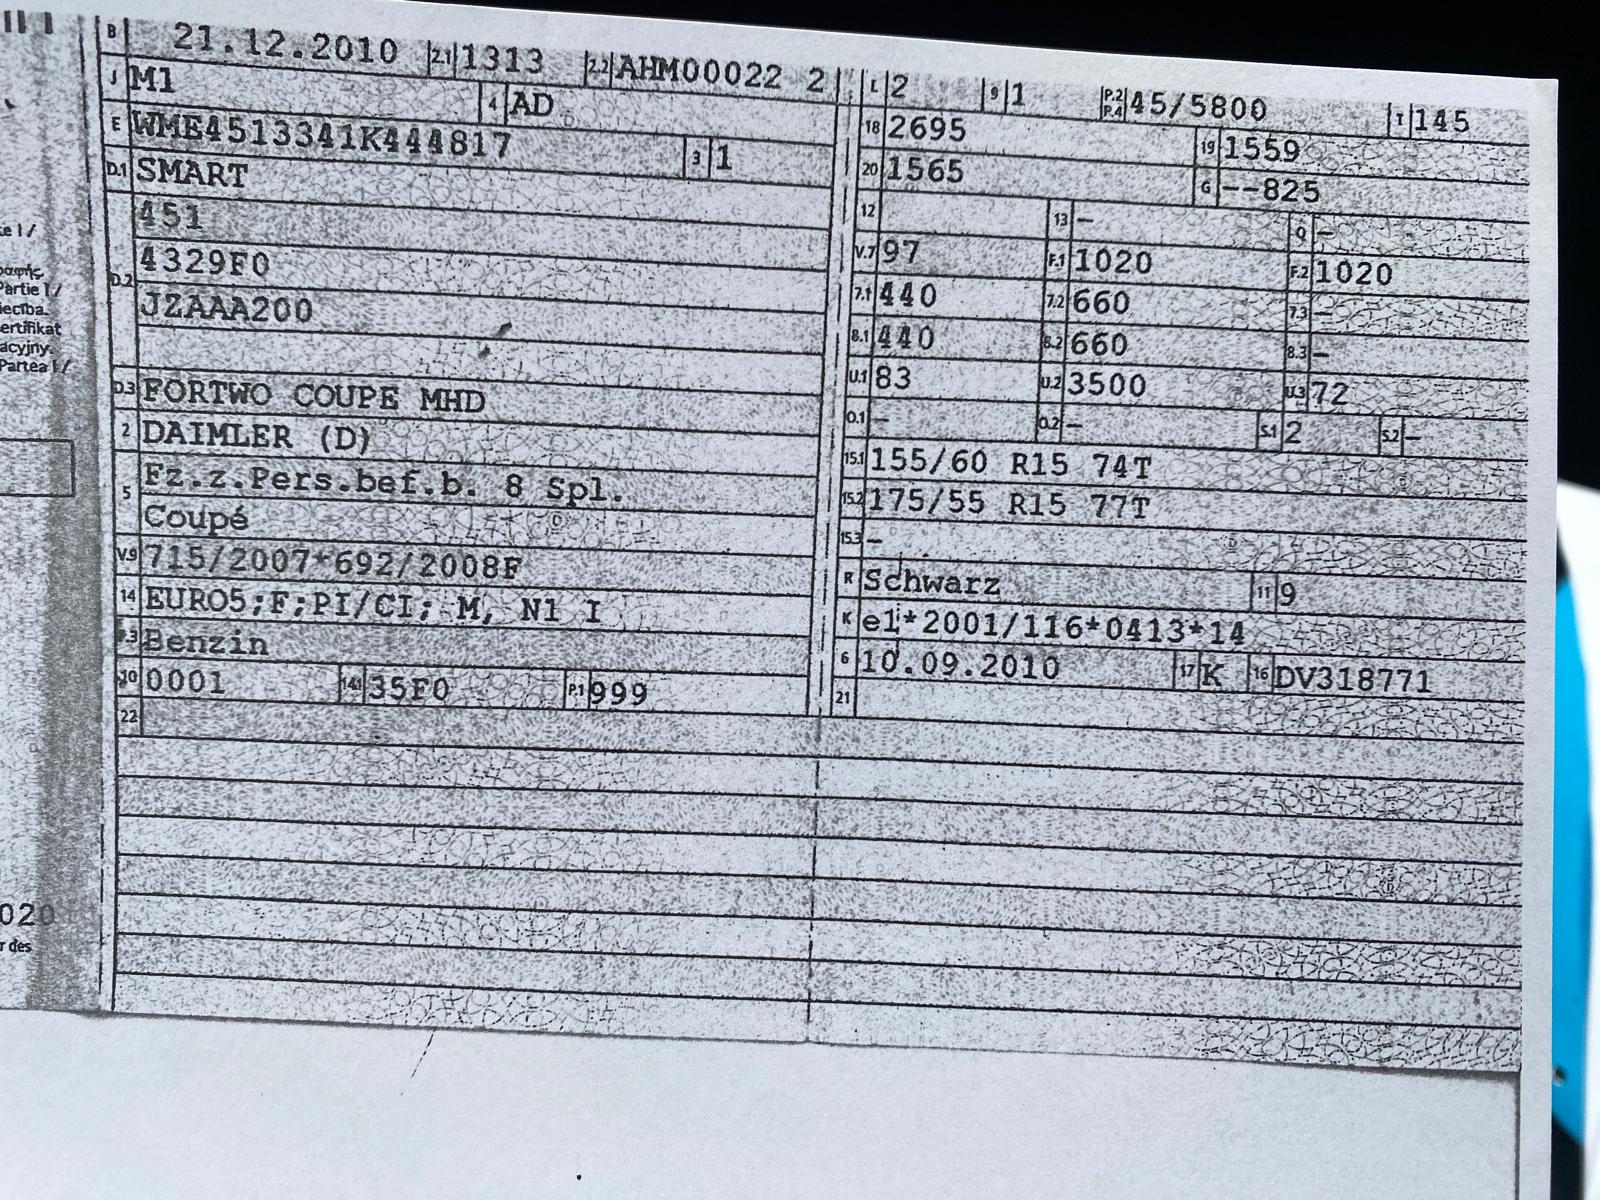 B 21.12.2010 2.1 1313 2.2 AHM00022 2
J M1 4 AD
E WME4513341K444817 3 1
D.1 SMART
451
4329F0
D.2
JZAAA200
D.3 FORTWO COUPE MHD
2 DAIMLER (D)
Fz.z.Pers.bef.b. 8 Spl.
5
Coupé
V.9 715/2007*692/2008F
14 EURO5;F;PI/CI; M, N1 I
P.3 Benzin
10 0001 14.1 35F0 P.1 999
22
L 2 9 1 P.2 P.4 45/5800 T 145
18 2695 19 1559
20 1565 G --825
12 13 - Q -
V.7 97 F.1 1020 F.2 1020
7.1 440 7.2 660 7.3 -
8.1 440 8.2 660 8.3 -
U.1 83 U.2 3500 U.3 72
O.1 - O.2 - S.1 2 S.2 -
15.1 155/60 R15 74T
15.2 175/55 R15 77T
15.3 -
R Schwarz 11 9
K e1*2001/116*0413*14
6 10.09.2010 17 K 16 DV318771
21
te I /
Partie I /
ecība.
ertifikat
acyjny.
Partea I /
020
r des